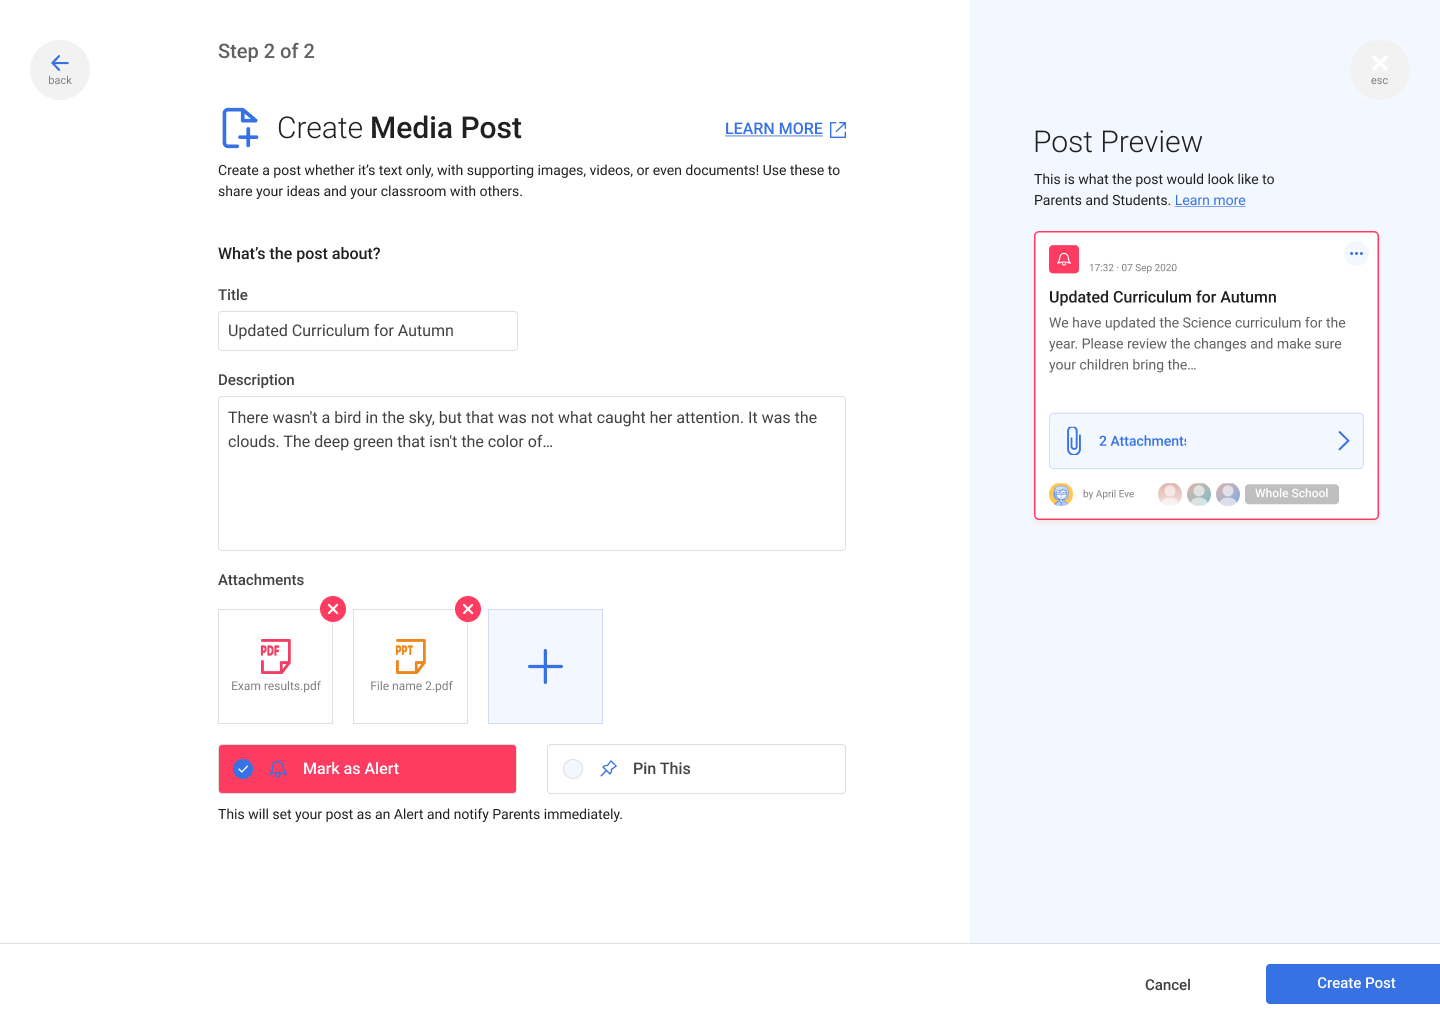 Step 2 of 2
back
esc
Create Media Post
LEARN MORE
Create a post whether it’s text only, with supporting images, videos, or even documents! Use these to
share your ideas and your classroom with others.
What’s the post about?
Title
Updated Curriculum for Autumn
Description
There wasn't a bird in the sky, but that was not what caught her attention. It was the
clouds. The deep green that isn't the color of…
Attachments
PDF
Exam results.pdf
PPT
File name 2.pdf
Mark as Alert
Pin This
This will set your post as an Alert and notify Parents immediately.
Post Preview
This is what the post would look like to
Parents and Students. Learn more
17:32 · 07 Sep 2020
Updated Curriculum for Autumn
We have updated the Science curriculum for the
year. Please review the changes and make sure
your children bring the…
2 Attachments
by April Eve
Whole School
Cancel
Create Post